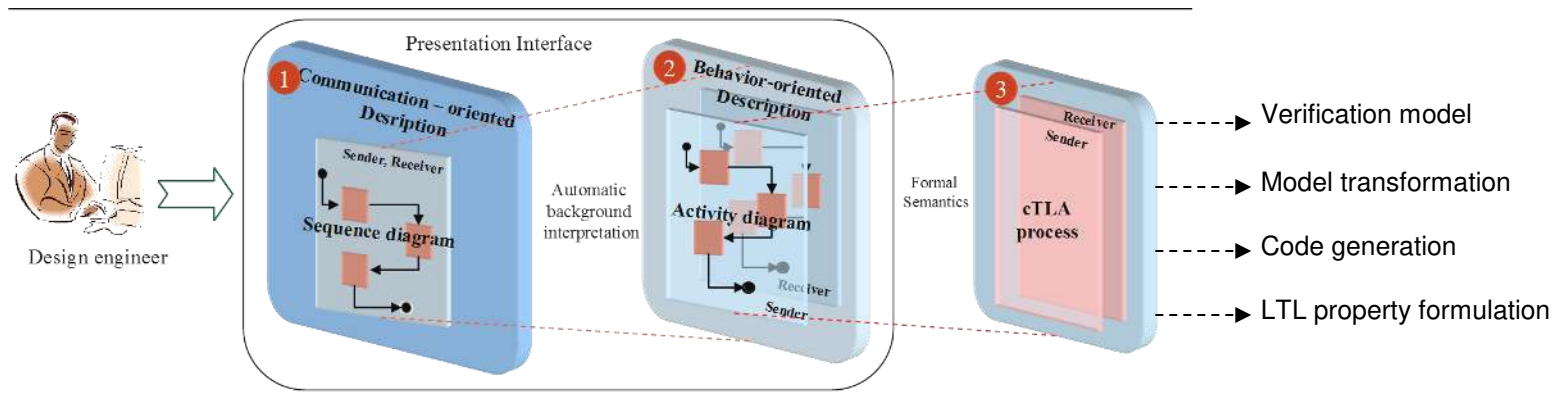 Presentation Interface
1
Communication – oriented
Desription
Sender, Receiver
Sequence diagram
Design engineer
Automatic
background
interpretation
2
Behavior-oriented
Description
Activity diagram
Receiver
Sender
Formal
Semantics
3
Receiver
Sender
cTLA
process
Verification model
Model transformation
Code generation
LTL property formulation